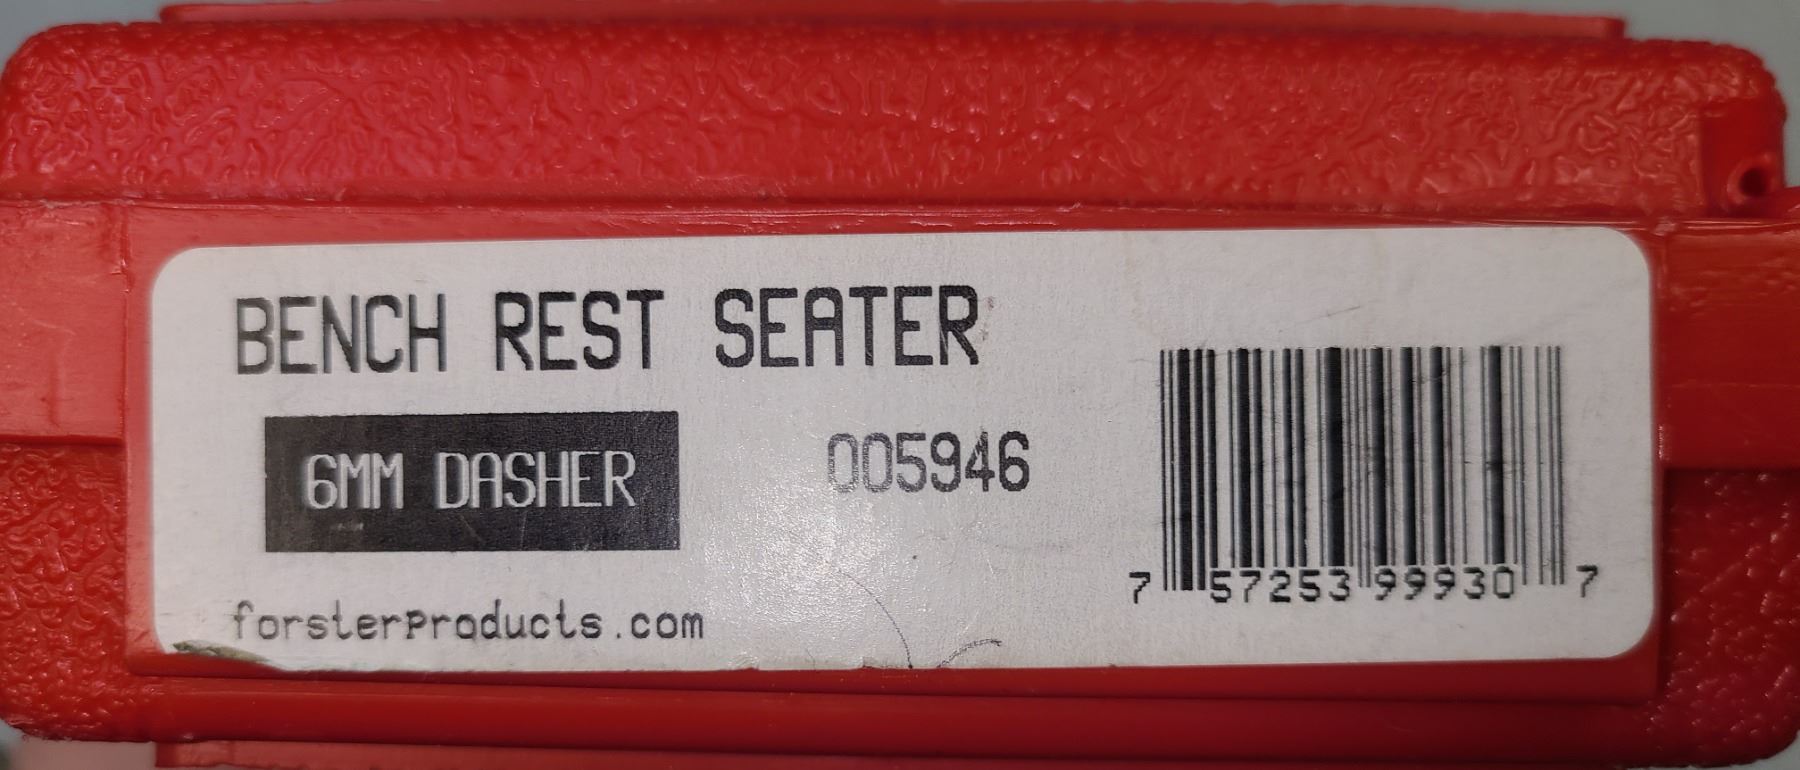 BENCH REST SEATER
6MM DASHER
005946
forsterProducts.com
7 57253 99930 7